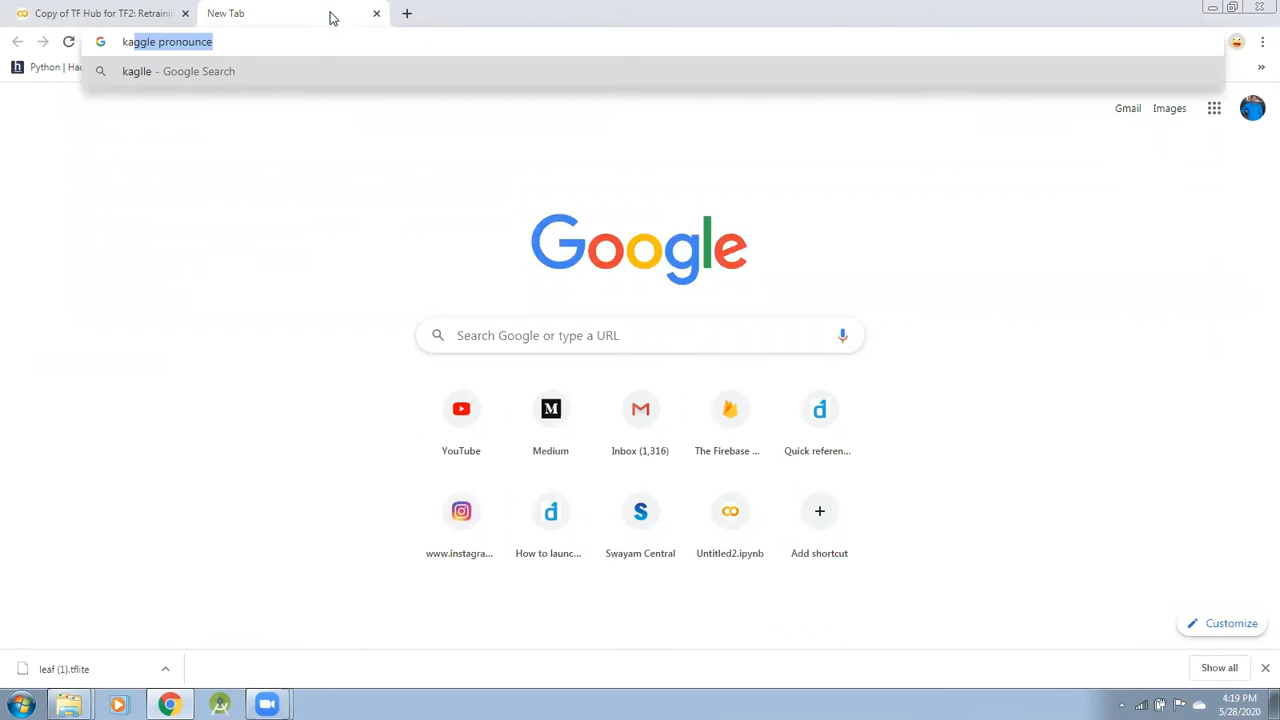 Copy of TF Hub for TF2: Retrainin
New Tab
kaggle pronounce
Python | Hac
kaglle - Google Search
»
Gmail
Images
Google
Search Google or type a URL
YouTube
Medium
Inbox (1,316)
The Firebase ...
Quick referen...
www.instagra...
How to launc...
Swayam Central
Untitled2.ipynb
Add shortcut
Customize
leaf (1).tflite
Show all
4:19 PM
5/28/2020